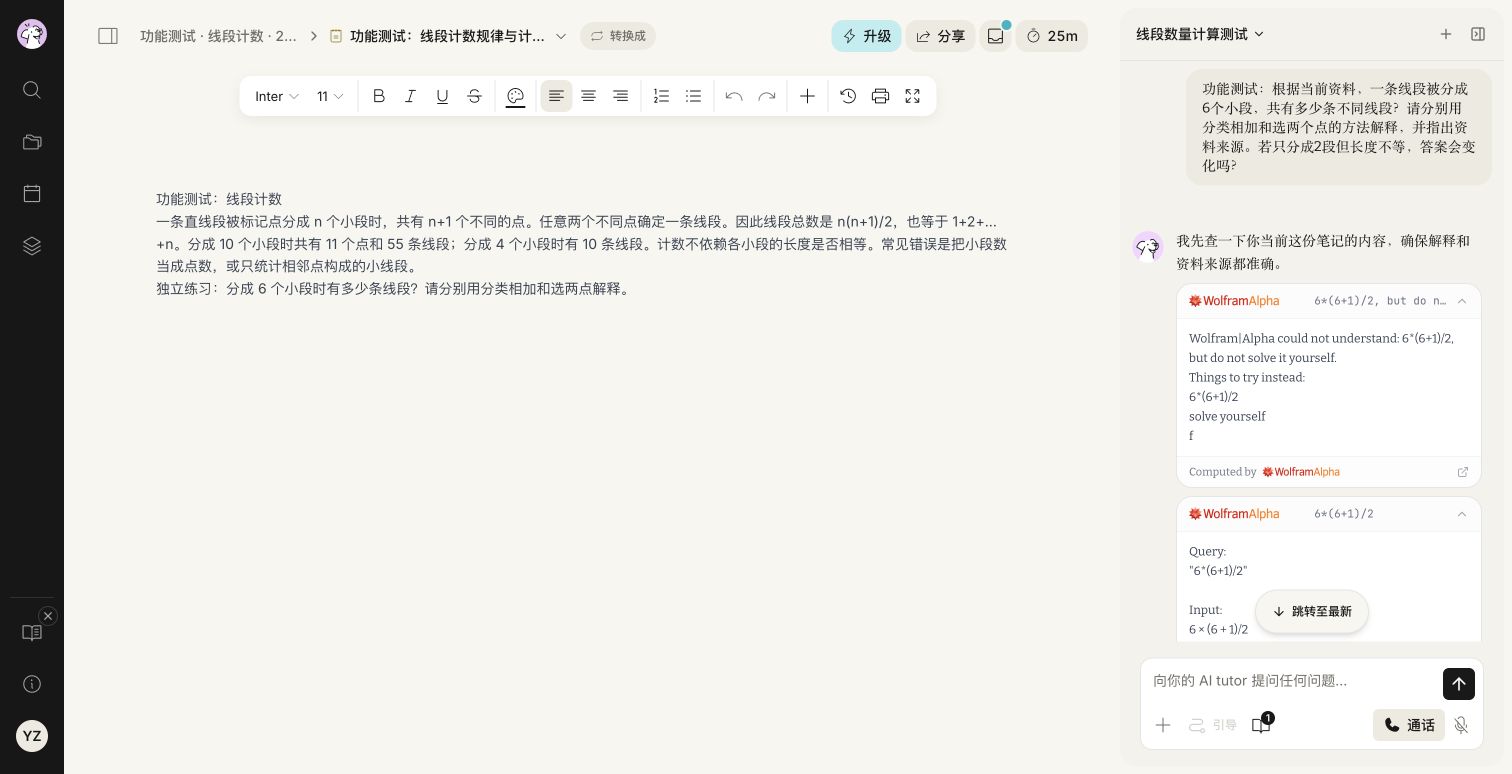 功能测试 · 线段计数 · 2...
功能测试：线段计数规律与计...
转换成
升级
分享
25m
Inter
11
B
I
U
S
功能测试：线段计数
一条直线段被标记点分成 n 个小段时，共有 n+1 个不同的点。任意两个不同点确定一条线段。因此线段总数是 n(n+1)/2，也等于 1+2+...
+n。分成 10 个小段时共有 11 个点和 55 条线段；分成 4 个小段时有 10 条线段。计数不依赖各小段的长度是否相等。常见错误是把小段数
当成点数，或只统计相邻点构成的小线段。
独立练习：分成 6 个小段时有多少条线段？请分别用分类相加和选两点解释。
YZ
线段数量计算测试
功能测试：根据当前资料，一条线段被分成
6个小段，共有多少条不同线段？请分别用
分类相加和选两个点的方法解释，并指出资
料来源。若只分成2段但长度不等，答案会变
化吗？
我先查一下你当前这份笔记的内容，确保解释和
资料来源都准确。
WolframAlpha
6*(6+1)/2, but do n…
Wolfram|Alpha could not understand: 6*(6+1)/2,
but do not solve it yourself.
Things to try instead:
6*(6+1)/2
solve yourself
f
Computed by WolframAlpha
WolframAlpha
6*(6+1)/2
Query:
"6*(6+1)/2"
Input:
6 × (6 + 1)/2
跳转至最新
向你的 AI tutor 提问任何问题...
引导
1
通话